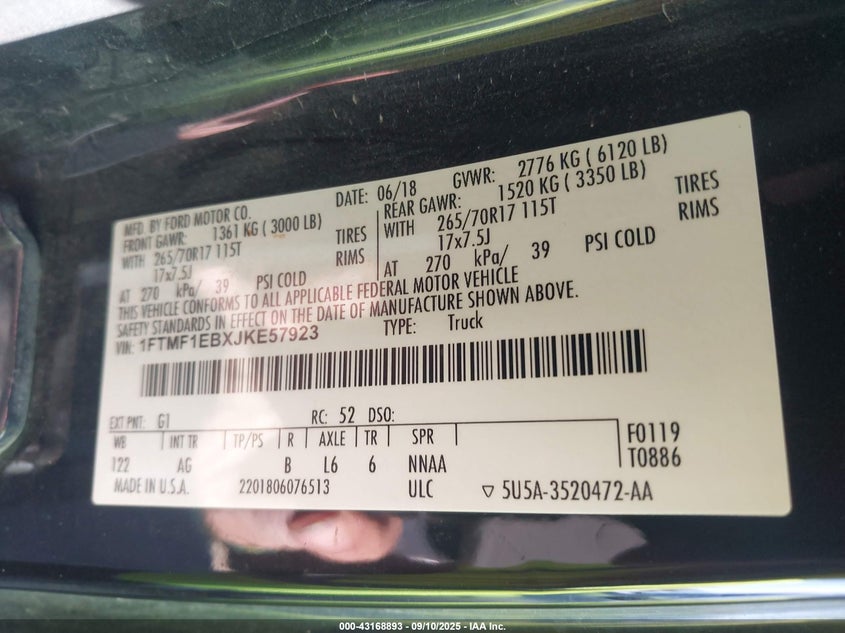 MFD. BY FORD MOTOR CO.
DATE: 06/18 GVWR: 2776 KG ( 6120 LB)
FRONT GAWR: 1361 KG ( 3000 LB)
WITH 265/70R17 115T TIRES
17x7.5J RIMS
AT 270 kPa/ 39 PSI COLD
REAR GAWR: 1520 KG ( 3350 LB)
WITH 265/70R17 115T TIRES
17x7.5J RIMS
AT 270 kPa/ 39 PSI COLD
THIS VEHICLE CONFORMS TO ALL APPLICABLE FEDERAL MOTOR VEHICLE
SAFETY STANDARDS IN EFFECT ON THE DATE OF MANUFACTURE SHOWN ABOVE.
VIN: 1FTMF1EBXJKE57923 TYPE: Truck
EXT PNT: G1 RC: 52 DSO:
WB INT TR TP/PS R AXLE TR SPR
122 AG B L6 6 NNAA
F0119
T0886
MADE IN U.S.A. 2201806076513 ULC ▽ 5U5A-3520472-AA
000-43168893 - 09/10/2025 - IAA Inc.